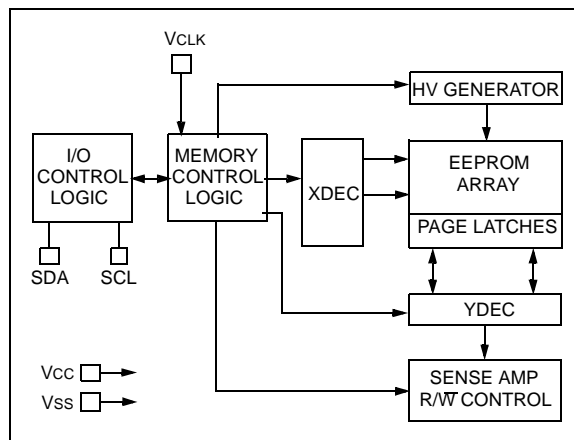 VCLK
HV GENERATOR
I/O
CONTROL
LOGIC
MEMORY
CONTROL
LOGIC
XDEC
EEPROM
ARRAY
PAGE LATCHES
SDA
SCL
YDEC
VCC
VSS
SENSE AMP
R/W̅ CONTROL